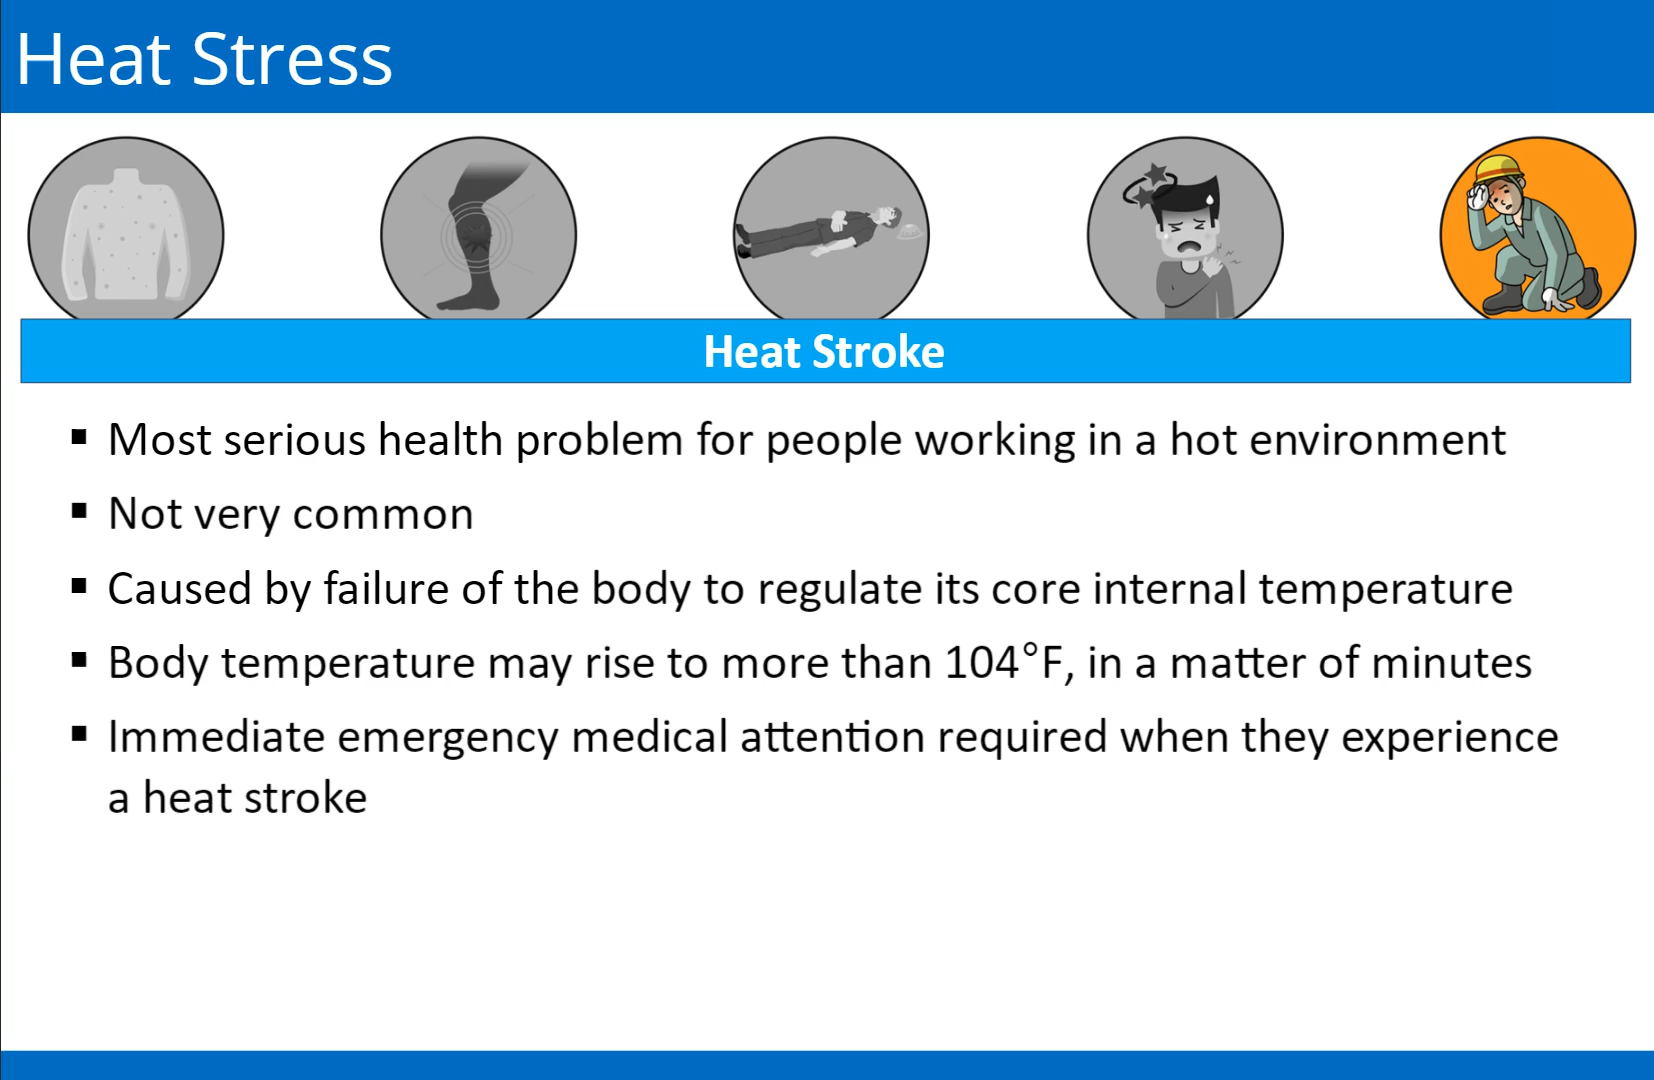 Heat Stress
Heat Stroke
▪ Most serious health problem for people working in a hot environment
▪ Not very common
▪ Caused by failure of the body to regulate its core internal temperature
▪ Body temperature may rise to more than 104°F, in a matter of minutes
▪ Immediate emergency medical attention required when they experience
a heat stroke